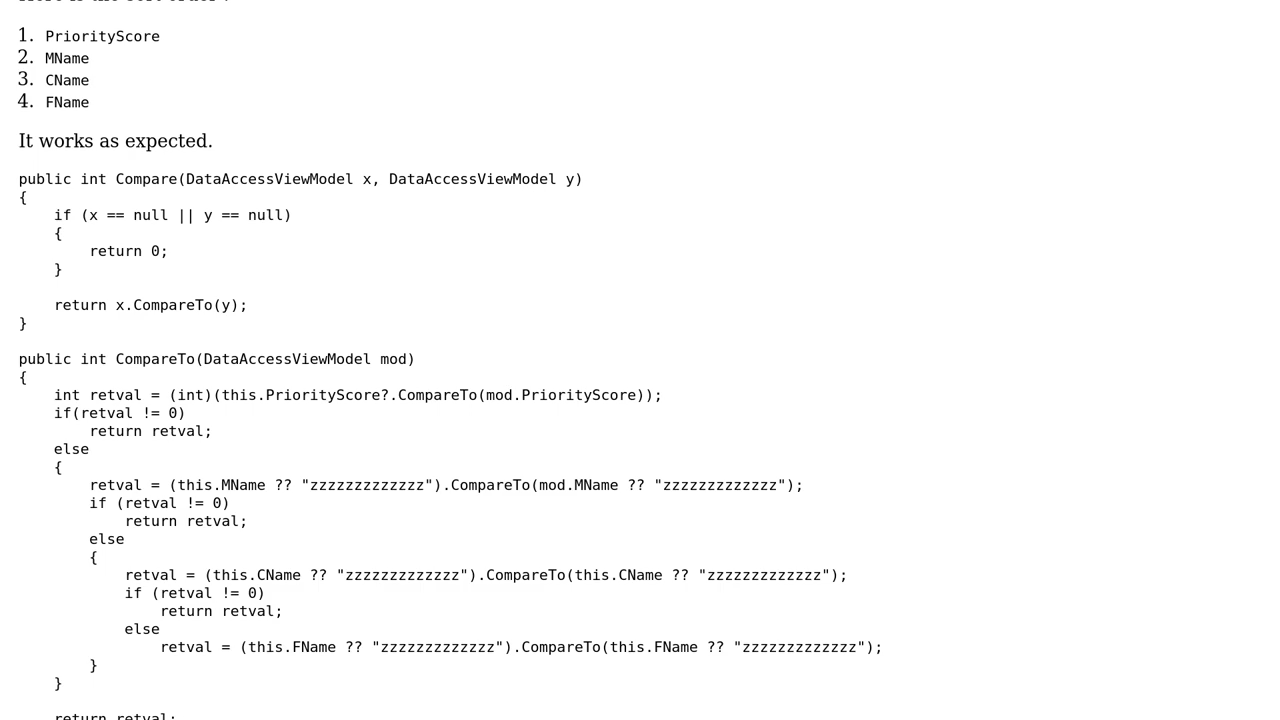 1. PriorityScore
2. MName
3. CName
4. FName
It works as expected.
public int Compare(DataAccessViewModel x, DataAccessViewModel y)
{
    if (x == null || y == null)
    {
        return 0;
    }

    return x.CompareTo(y);
}

public int CompareTo(DataAccessViewModel mod)
{
    int retval = (int)(this.PriorityScore?.CompareTo(mod.PriorityScore));
    if(retval != 0)
        return retval;
    else
    {
        retval = (this.MName ?? "zzzzzzzzzzzzz").CompareTo(mod.MName ?? "zzzzzzzzzzzzz");
        if (retval != 0)
            return retval;
        else
        {
            retval = (this.CName ?? "zzzzzzzzzzzzz").CompareTo(this.CName ?? "zzzzzzzzzzzzz");
            if (retval != 0)
                return retval;
            else
                retval = (this.FName ?? "zzzzzzzzzzzzz").CompareTo(this.FName ?? "zzzzzzzzzzzzz");
        }
    }

    return retval;